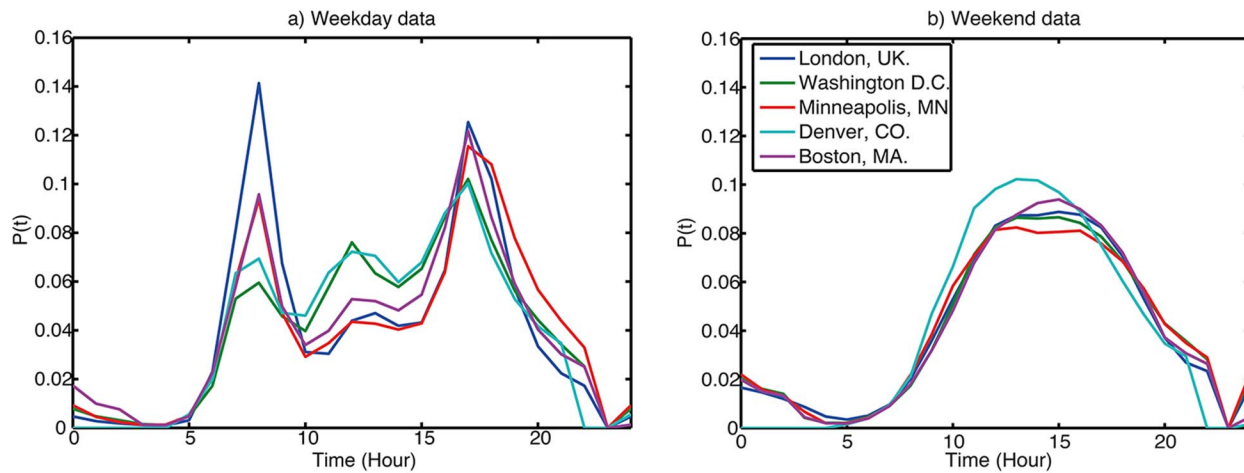 a) Weekday data
0.16
0.14
0.12
0.1
0.08
0.06
0.04
0.02
0
P(t)
0 5 10 15 20
Time (Hour)
b) Weekend data
0.16
0.14
0.12
0.1
0.08
0.06
0.04
0.02
0
P(t)
London, UK.
Washington D.C.
Minneapolis, MN
Denver, CO.
Boston, MA.
0 5 10 15 20
Time (Hour)